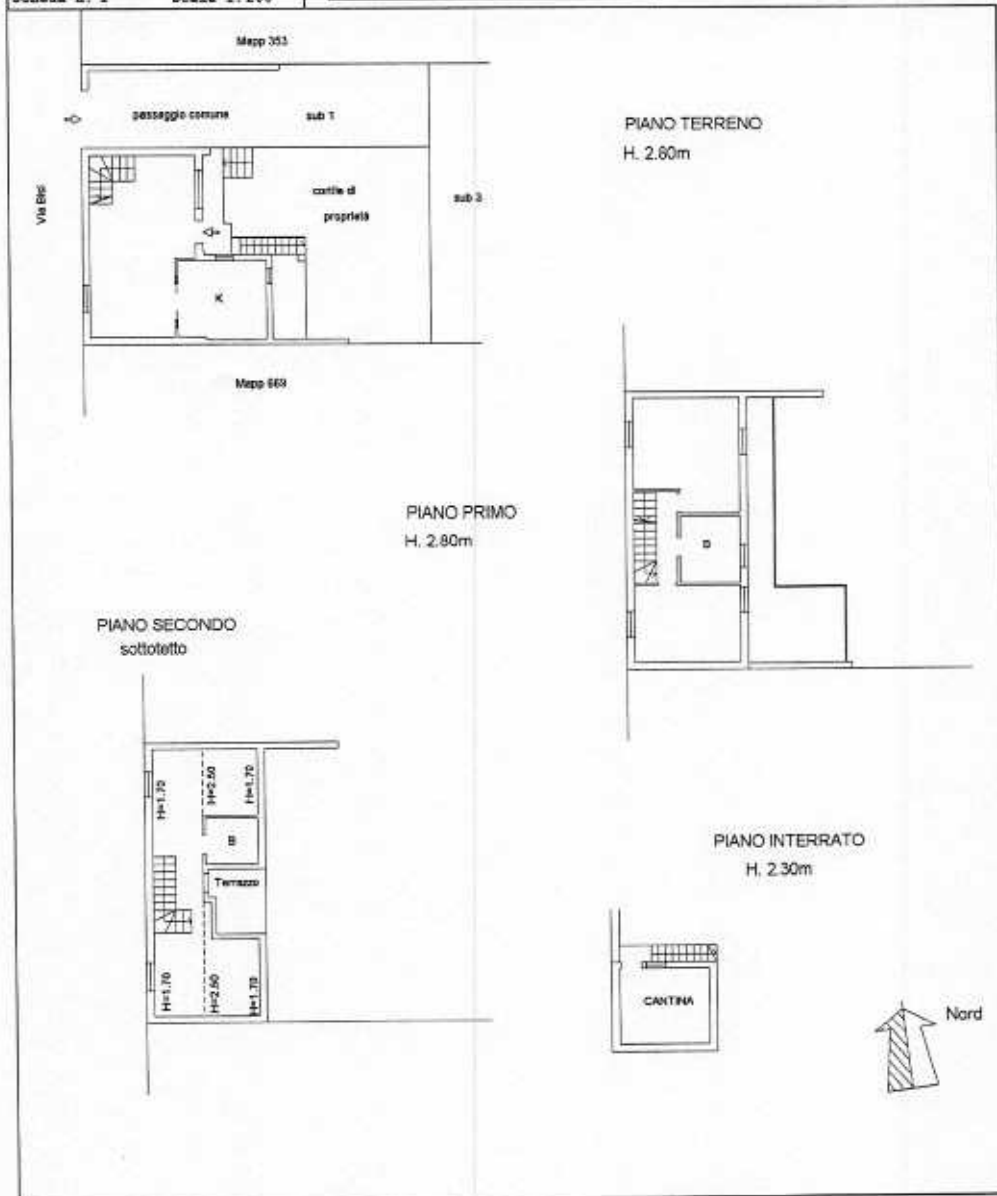 Mapp 353
passaggio comune
sub 1
PIANO TERRENO
H. 2.80m
cortile di
proprietà
sub 3
K
Mapp 669
PIANO PRIMO
H. 2.80m
B
PIANO SECONDO
sottotetto
H=1.70
H=2.50
H=1.70
B
Terrazzo
H=1.70
H=2.50
H=1.70
PIANO INTERRATO
H. 2.30m
CANTINA
Nord